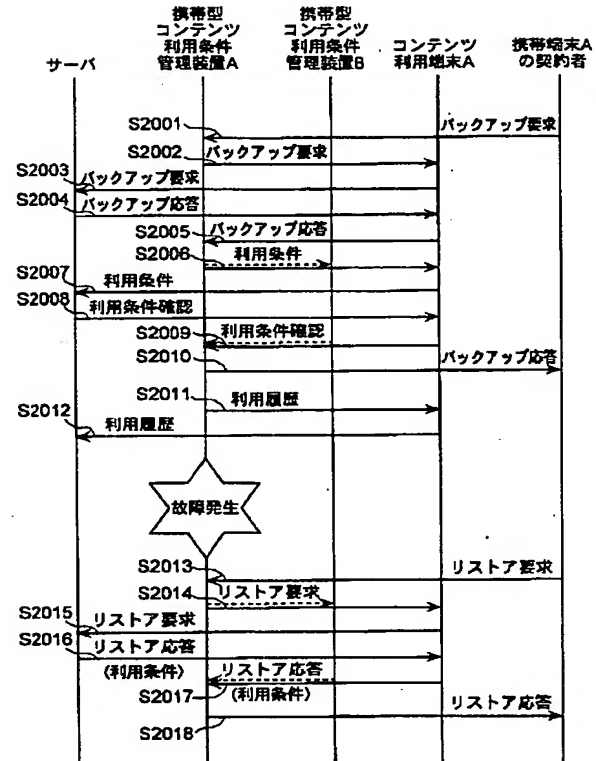 サーバ
携帯型
コンテンツ
利用条件
管理装置A
携帯型
コンテンツ
利用条件
管理装置B
コンテンツ
利用端末A
携帯端末A
の契約者
S2001 バックアップ要求
S2002 バックアップ要求
S2003 バックアップ要求
S2004 バックアップ応答
S2005 バックアップ応答
S2006 利用条件
S2007 利用条件
S2008 利用条件確認
S2009 利用条件確認
S2010 バックアップ応答
S2011 利用履歴
S2012 利用履歴
故障発生
S2013 リストア要求
S2014 リストア要求
S2015 リストア要求
S2016 リストア応答
(利用条件)
リストア応答
S2017 (利用条件)
S2018 リストア応答